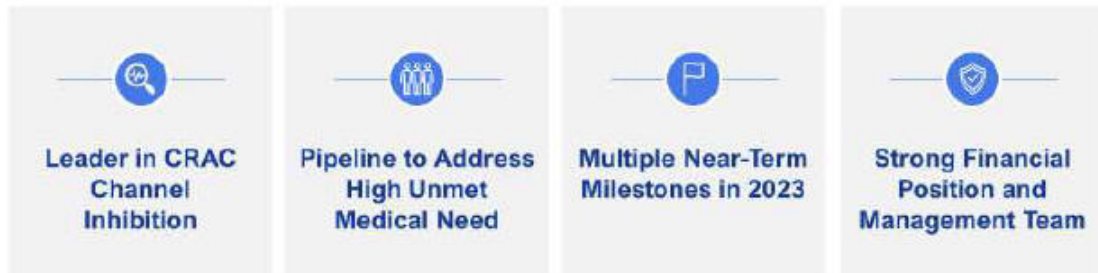 Leader in CRAC
Channel
Inhibition
Pipeline to Address
High Unmet
Medical Need
Multiple Near-Term
Milestones in 2023
Strong Financial
Position and
Management Team